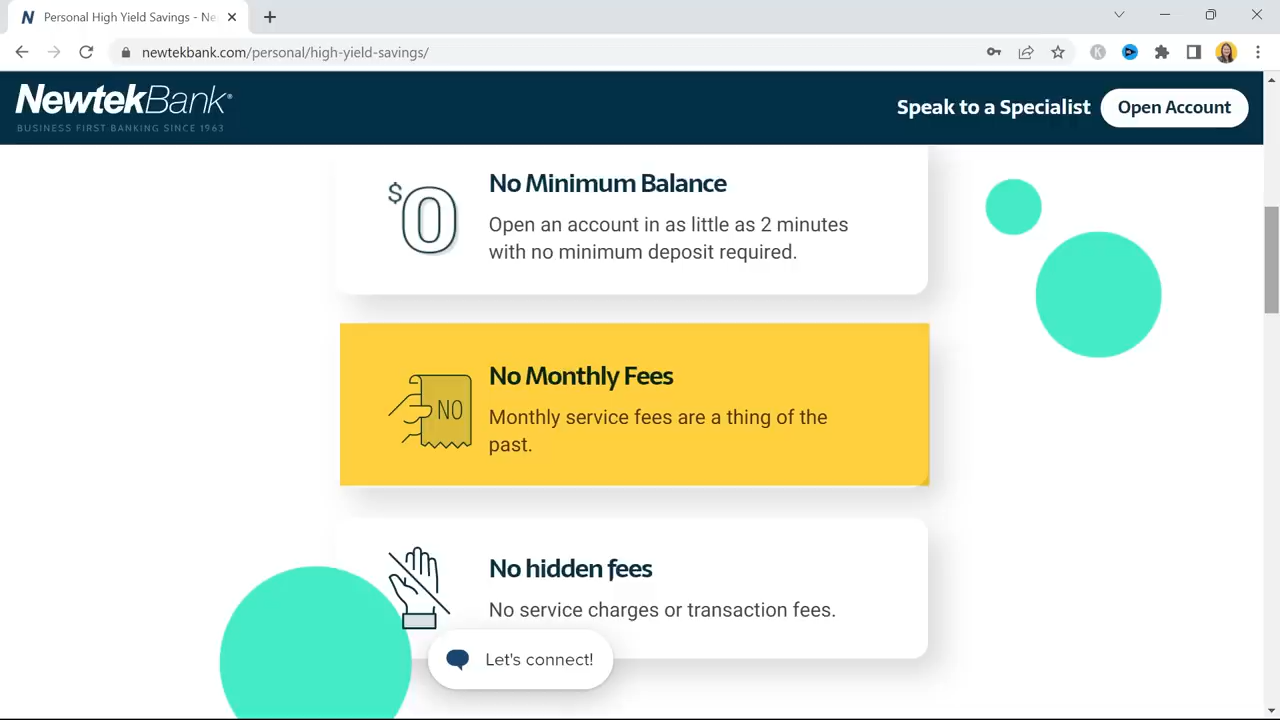 Personal High Yield Savings - Ne
newtekbank.com/personal/high-yield-savings/
NewtekBank®
BUSINESS FIRST BANKING SINCE 1963
Speak to a Specialist
Open Account
$0
No Minimum Balance
Open an account in as little as 2 minutes
with no minimum deposit required.
NO
No Monthly Fees
Monthly service fees are a thing of the
past.
No hidden fees
No service charges or transaction fees.
Let's connect!